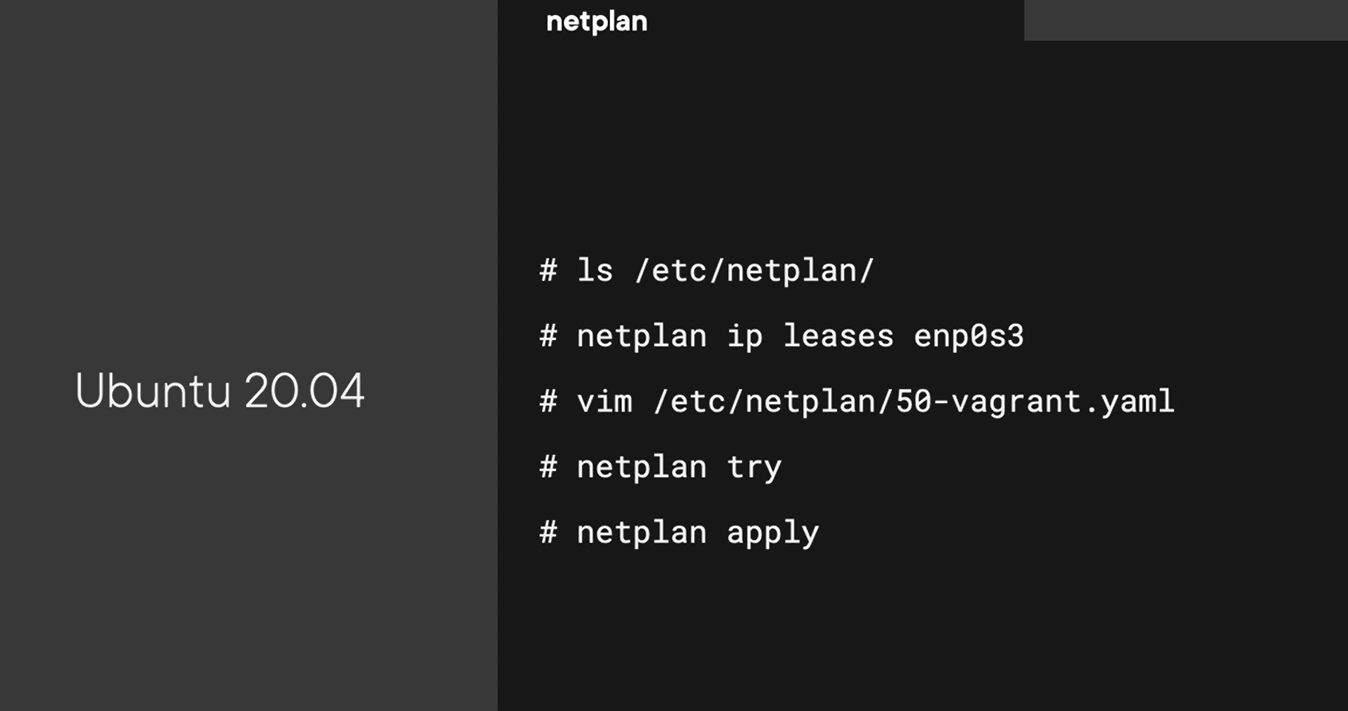 netplan
Ubuntu 20.04
# ls /etc/netplan/
# netplan ip leases enp0s3
# vim /etc/netplan/50-vagrant.yaml
# netplan try
# netplan apply